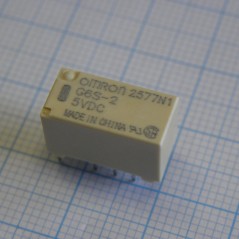 OMRON 2577N1
G6S-2
5VDC
MADE IN CHINA